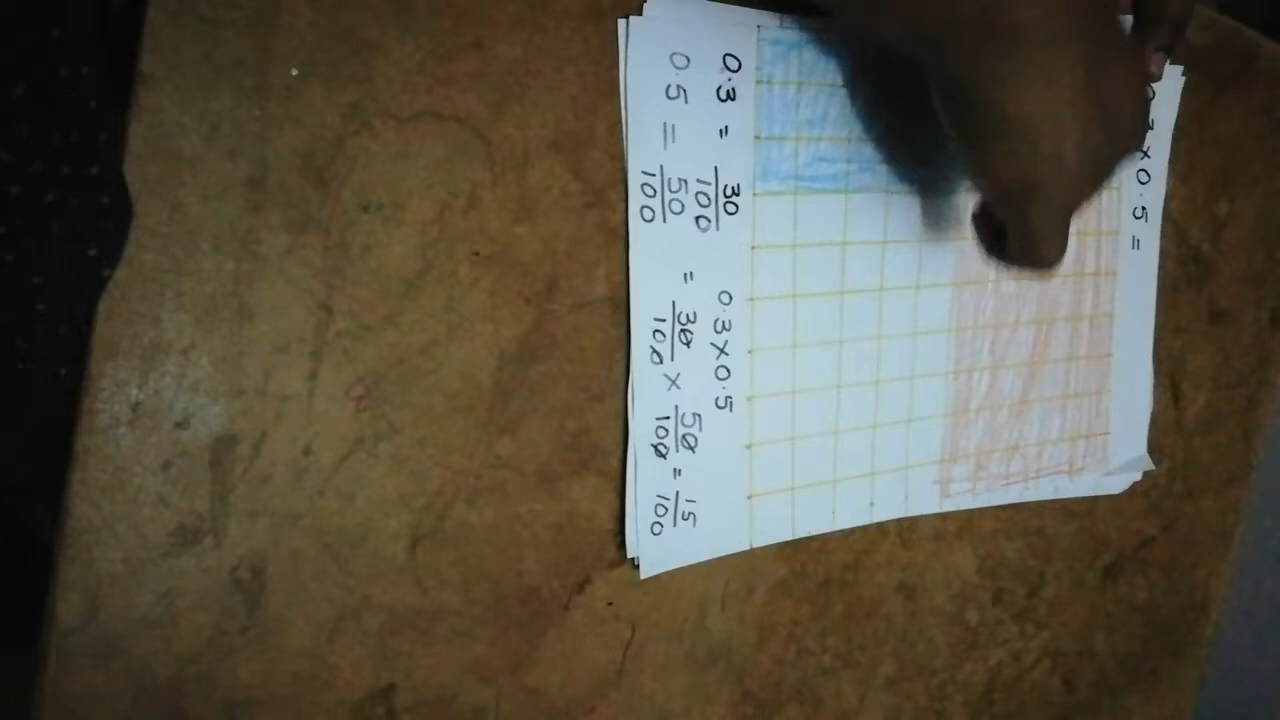 × 0.5 =
0.3 = 30/100
0.5 = 50/100
0.3×0.5
= 30/100 × 50/100 = 15/100